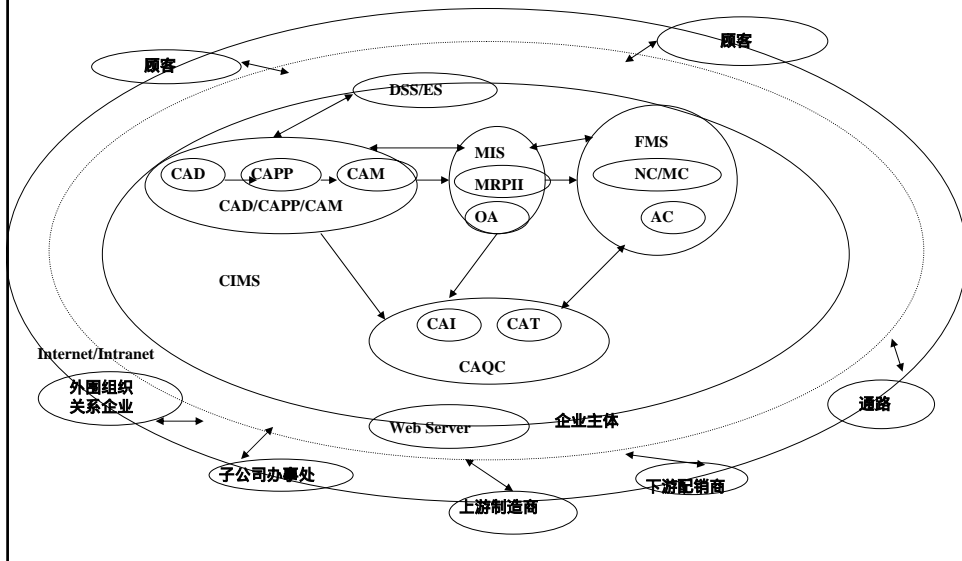 顾客
顾客
DSS/ES
MIS
FMS
CAD
CAPP
CAM
MRPII
NC/MC
CAD/CAPP/CAM
OA
AC
CIMS
CAI
CAT
CAQC
Internet/Intranet
外围组织
关系企业
通路
企业主体
Web Server
子公司办事处
下游配销商
上游制造商